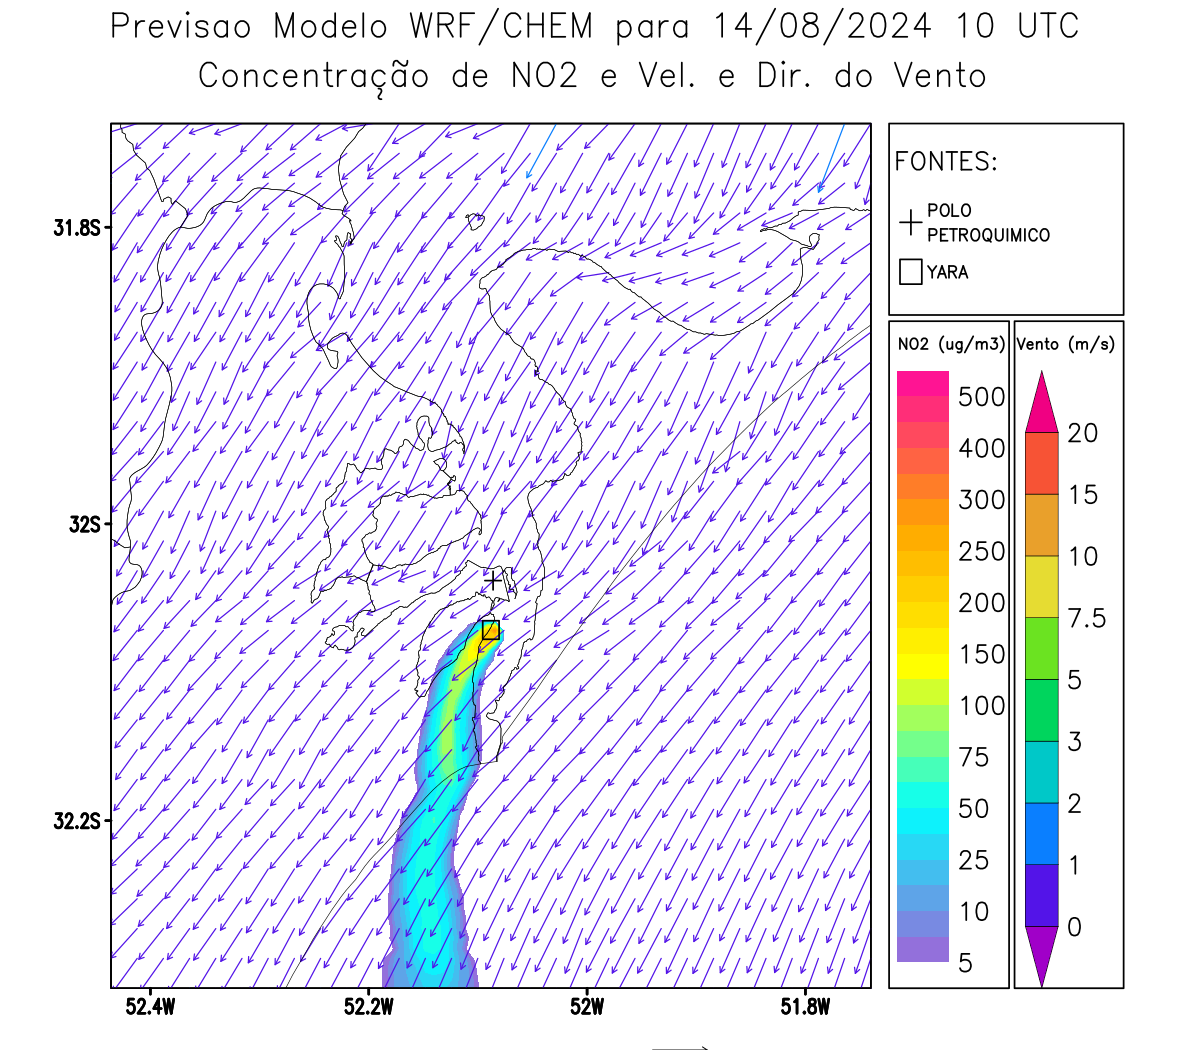 Previsao Modelo WRF/CHEM para 14/08/2024 10 UTC
Concentração de NO2 e Vel. e Dir. do Vento
FONTES:
POLO
PETROQUIMICO
YARA
31.8S
32S
32.2S
52.4W
52.2W
52W
51.8W
NO2 (ug/m3)
500
400
300
250
200
150
100
75
50
25
10
5
Vento (m/s)
20
15
10
7.5
5
3
2
1
0